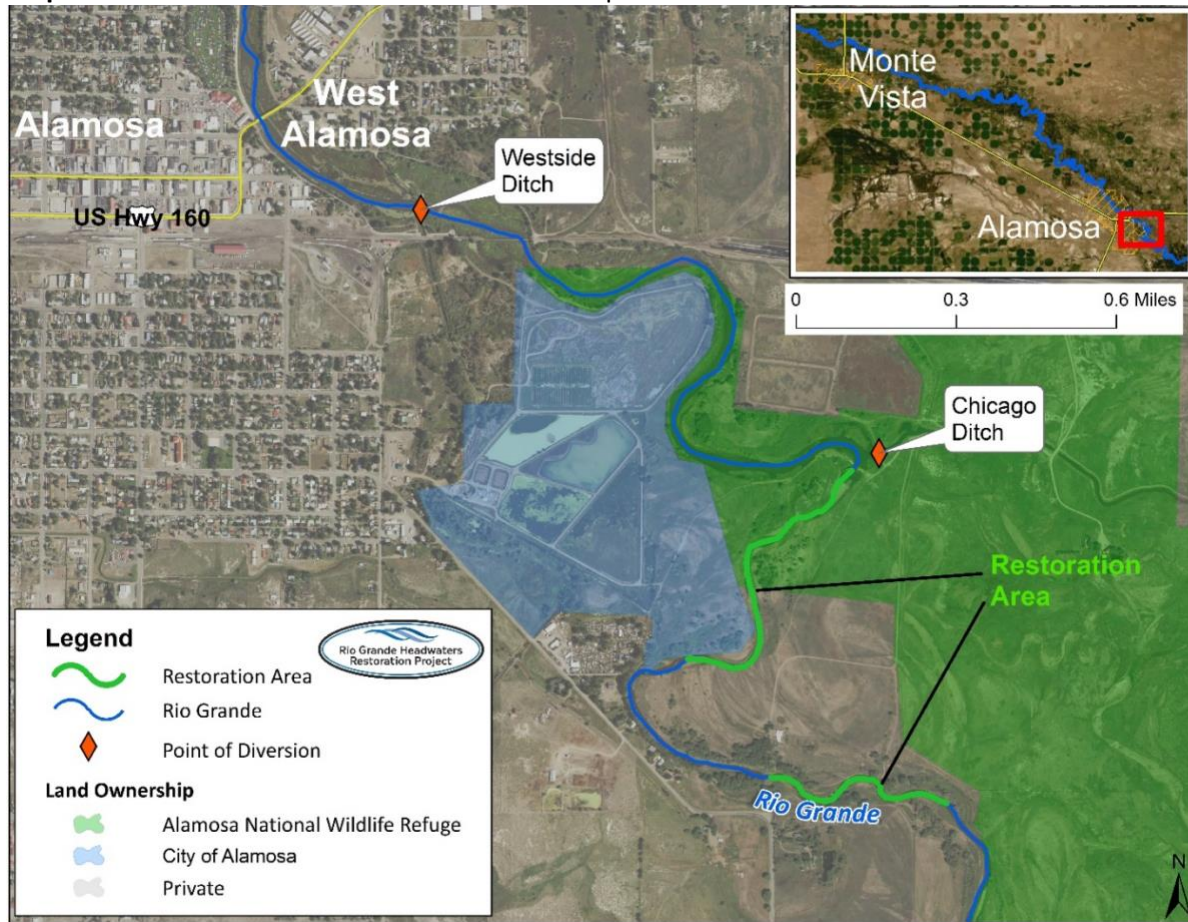 Alamosa
West
Alamosa
US Hwy 160
Westside
Ditch
Monte
Vista
Alamosa
0 0.3 0.6 Miles
Chicago
Ditch
Restoration
Area
Rio Grande
Legend
Rio Grande Headwaters
Restoration Project
Restoration Area
Rio Grande
Point of Diversion
Land Ownership
Alamosa National Wildlife Refuge
City of Alamosa
Private
N